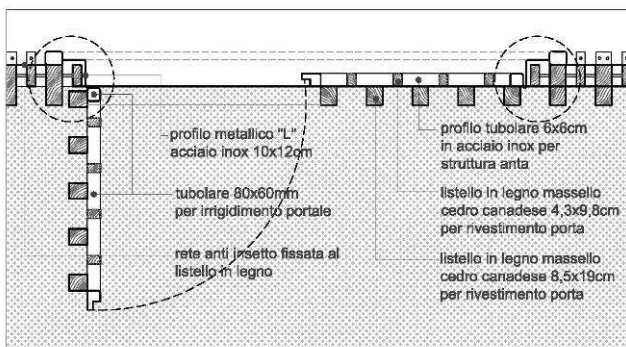 profilo metallico "L"
acciaio inox 10x12cm
tubolare 80x60mm
per irrigidimento portale
rete anti insetto fissata al
listello in legno
profilo tubolare 6x6cm
in acciaio inox per
struttura anta
listello in legno massello
cedro canadese 4,3x9,8cm
per rivestimento porta
listello in legno massello
cedro canadese 8,5x19cm
per rivestimento porta